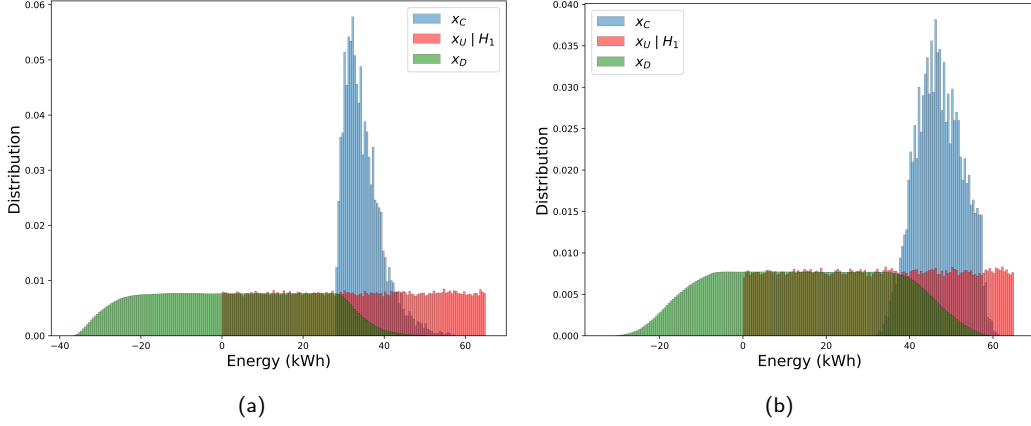 0.06
0.05
0.04
0.03
0.02
0.01
0.00
Distribution
x_C
x_U | H_1
x_D
−40 −20 0 20 40 60
Energy (kWh)
(a)
0.040
0.035
0.030
0.025
0.020
0.015
0.010
0.005
0.000
Distribution
x_C
x_U | H_1
x_D
−20 0 20 40 60
Energy (kWh)
(b)